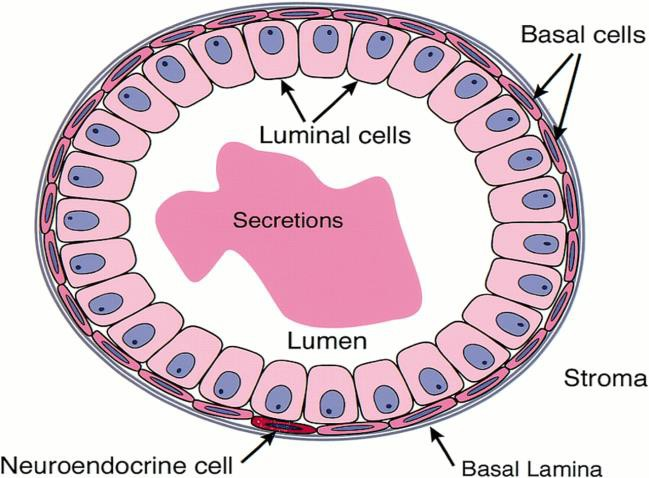 Basal cells
Luminal cells
Secretions
Lumen
Stroma
Neuroendocrine cell
Basal Lamina